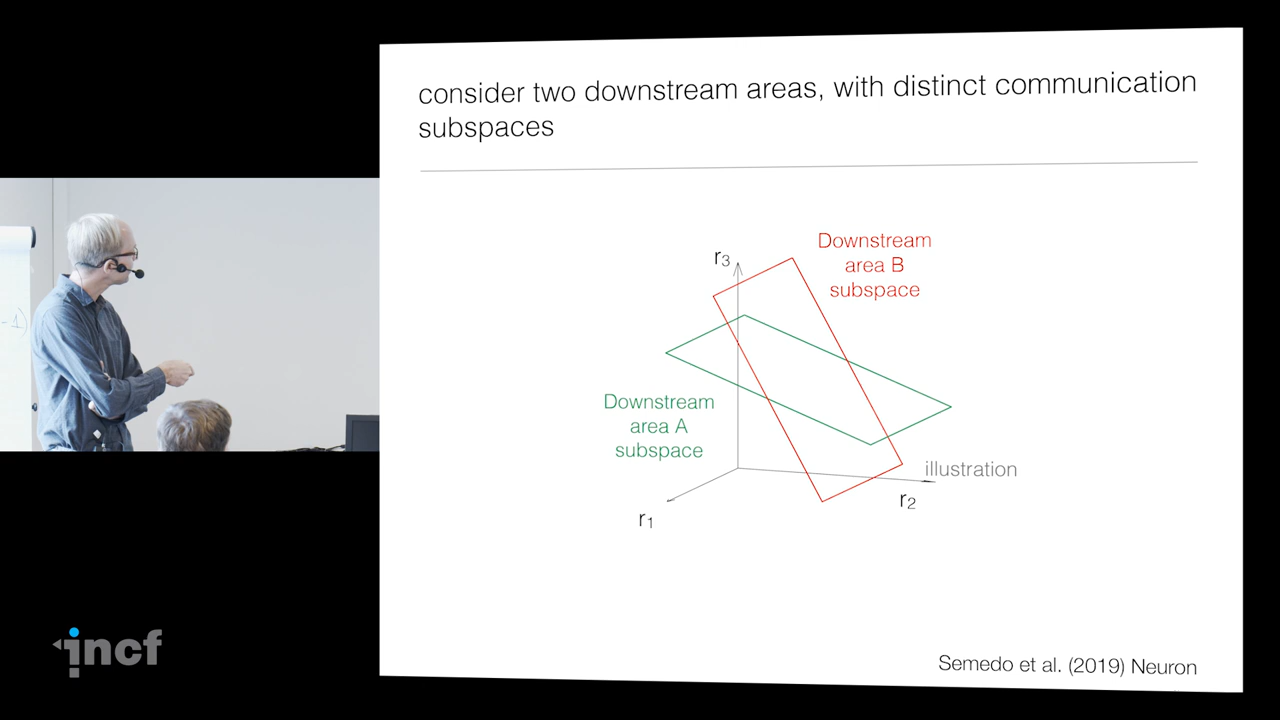 consider two downstream areas, with distinct communication
subspaces
Downstream
area B
subspace
r3
Downstream
area A
subspace
illustration
r2
r1
Semedo et al. (2019) Neuron
-1)
incf